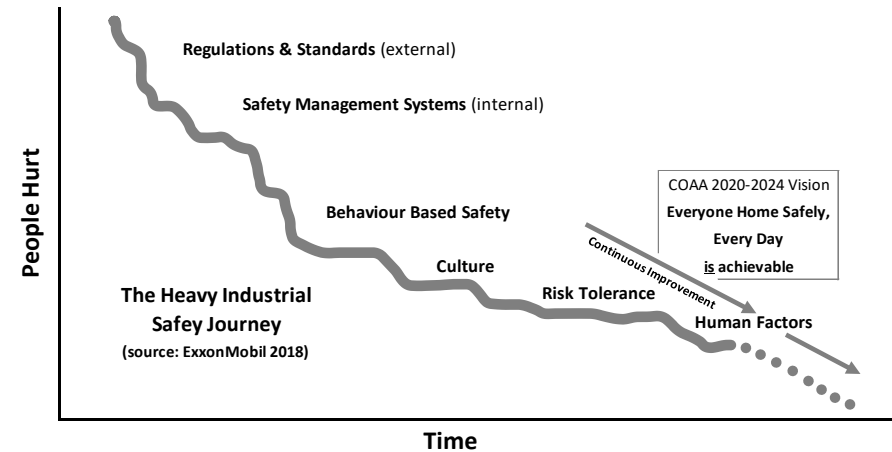 Regulations & Standards (external)
Safety Management Systems (internal)
COAA 2020-2024 Vision
Everyone Home Safely,
Every Day
is achievable
Behaviour Based Safety
Continuous Improvement
Culture
Risk Tolerance
Human Factors
The Heavy Industrial
Safey Journey
(source: ExxonMobil 2018)
People Hurt
Time